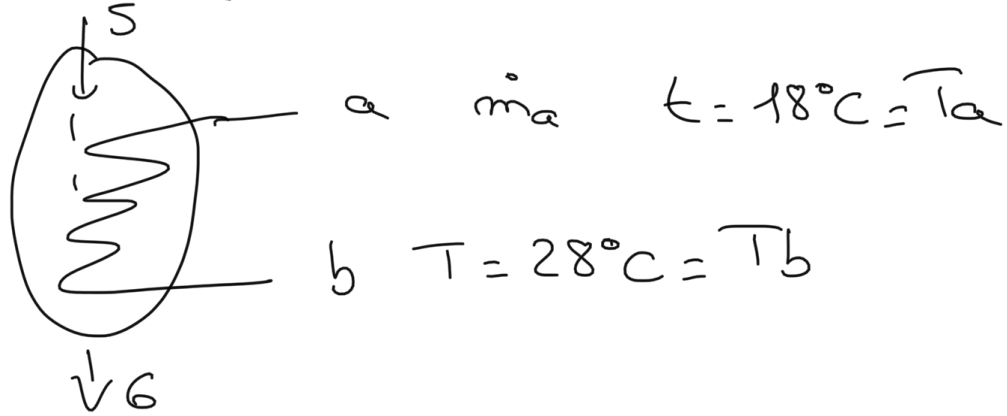 5
a ṁa t = 18°C = Ta
b T = 28°C = Tb
6